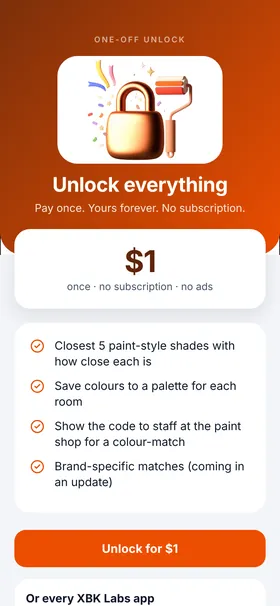 ONE-OFF UNLOCK
Unlock everything
Pay once. Yours forever. No subscription.
$1
once · no subscription · no ads
Closest 5 paint-style shades with
how close each is
Save colours to a palette for each
room
Show the code to staff at the paint
shop for a colour-match
Brand-specific matches (coming in
an update)
Unlock for $1
Or every XBK Labs app